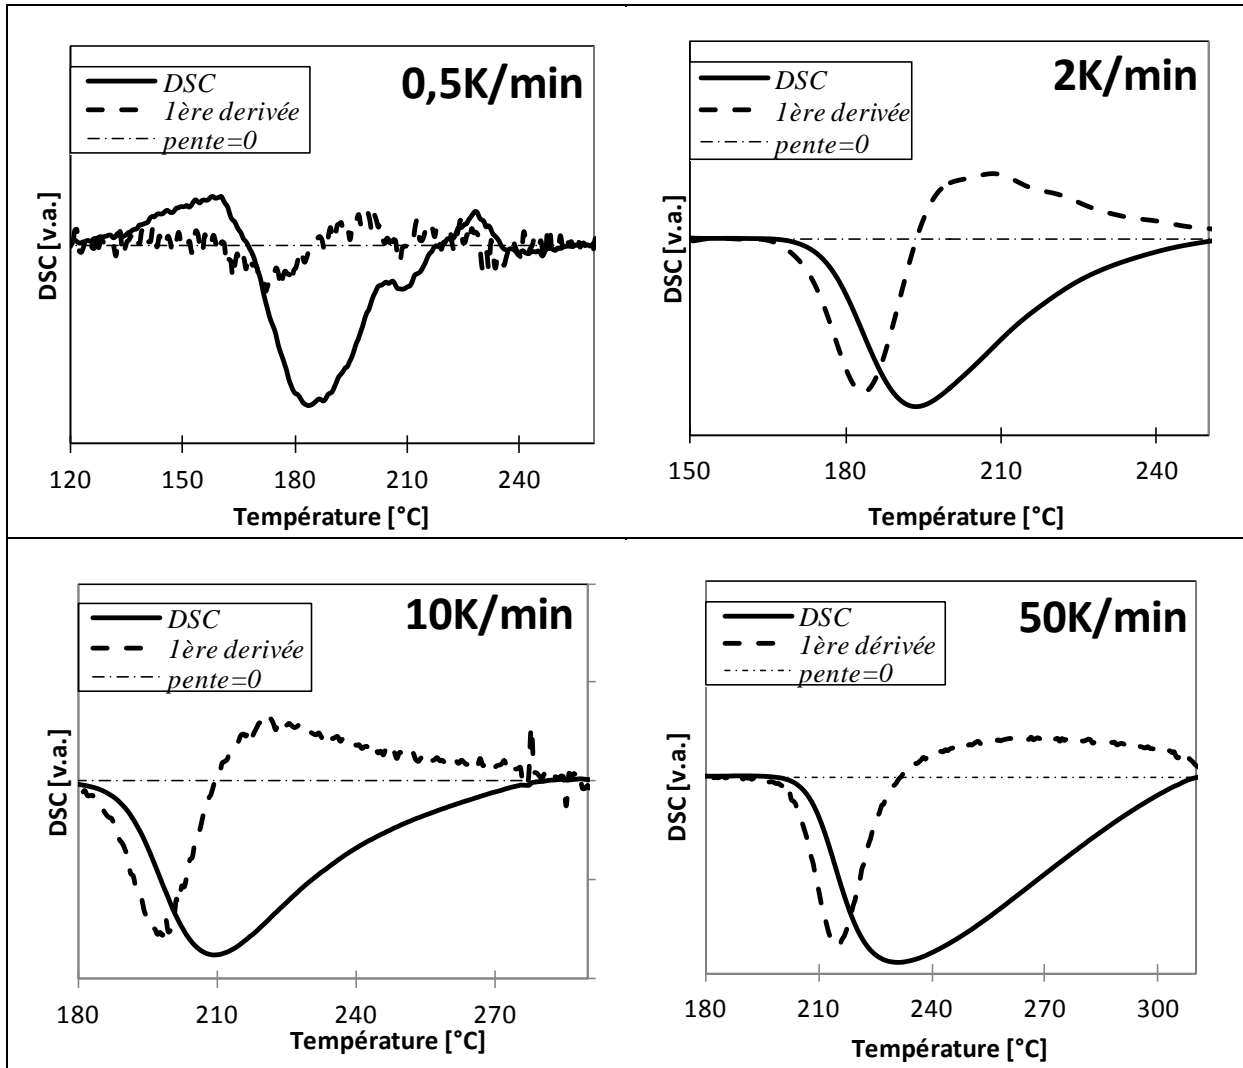 0,5K/min
DSC
1ère derivée
pente=0
DSC [v.a.]
120 150 180 210 240
Température [°C]
2K/min
DSC
1ère derivée
pente=0
DSC [v.a.]
150 180 210 240
Température [°C]
10K/min
DSC
1ère derivée
pente=0
DSC [v.a.]
180 210 240 270
Température [°C]
50K/min
DSC
1ère dérivée
pente=0
DSC [v.a.]
180 210 240 270 300
Température [°C]